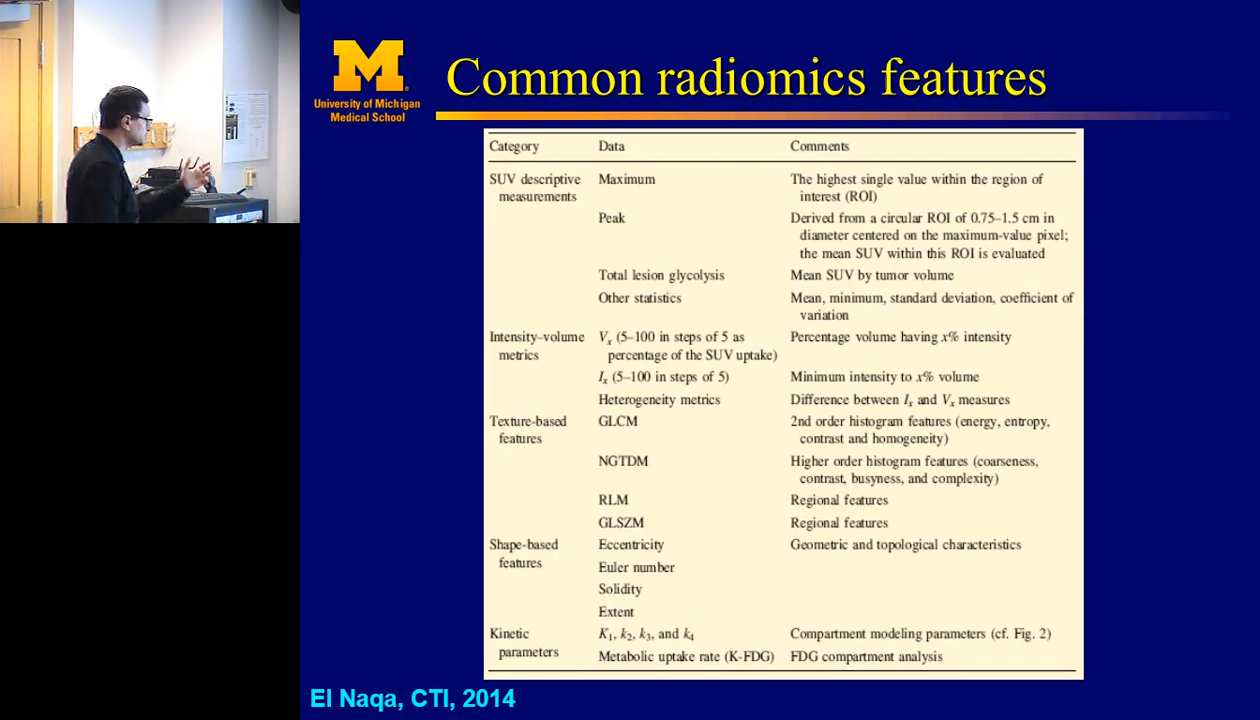 Common radiomics features
University of Michigan
Medical School
Category Data Comments
SUV descriptive Maximum The highest single value within the region of
measurements interest (ROI)
Peak Derived from a circular ROI of 0.75–1.5 cm in
diameter centered on the maximum-value pixel;
the mean SUV within this ROI is evaluated
Total lesion glycolysis Mean SUV by tumor volume
Other statistics Mean, minimum, standard deviation, coefficient of
variation
Intensity–volume Vₓ (5–100 in steps of 5 as Percentage volume having x% intensity
metrics percentage of the SUV uptake)
Iₓ (5–100 in steps of 5) Minimum intensity to x% volume
Heterogeneity metrics Difference between Iₓ and Vₓ measures
Texture-based GLCM 2nd order histogram features (energy, entropy,
features contrast and homogeneity)
NGTDM Higher order histogram features (coarseness,
contrast, busyness, and complexity)
RLM Regional features
GLSZM Regional features
Shape-based Eccentricity Geometric and topological characteristics
features
Euler number
Solidity
Extent
Kinetic K₁, k₂, k₃, and k₄ Compartment modeling parameters (cf. Fig. 2)
parameters Metabolic uptake rate (K-FDG) FDG compartment analysis
El Naqa, CTI, 2014